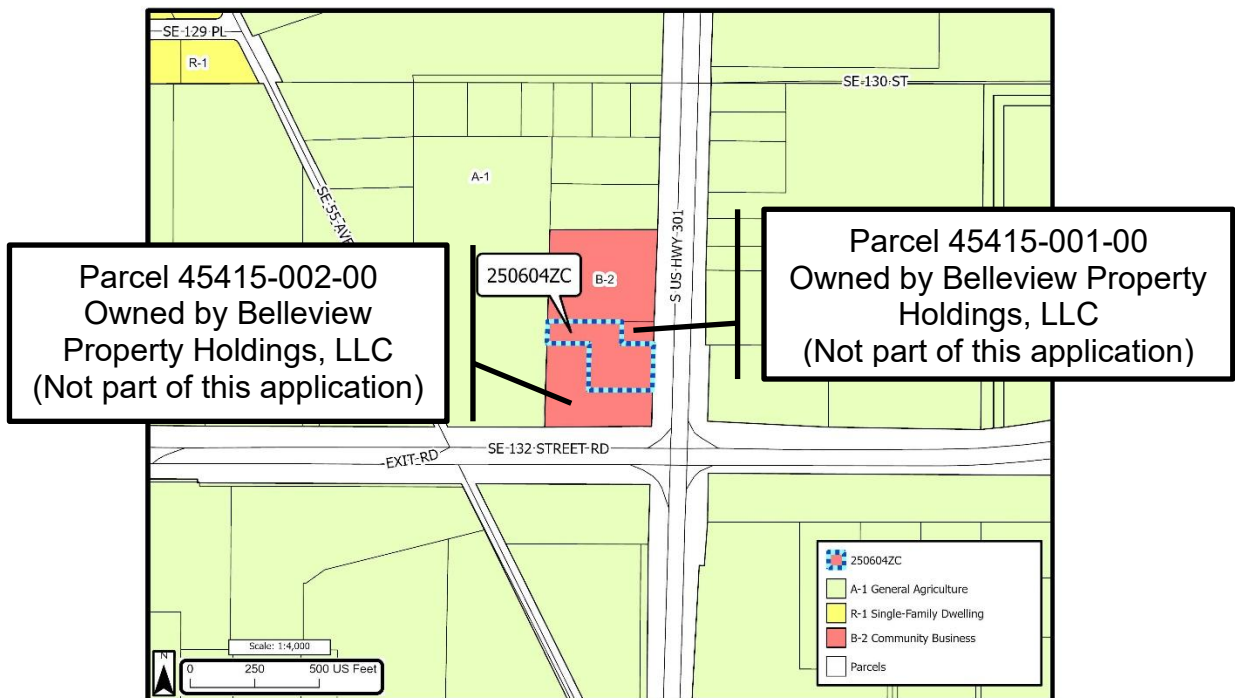 SE 129 PL
R-1
SE 130 ST
A-1
SE 55 AVE
S US HWY 301
Parcel 45415-002-00
Owned by Belleview
Property Holdings, LLC
(Not part of this application)
250604ZC
B-2
Parcel 45415-001-00
Owned by Belleview Property
Holdings, LLC
(Not part of this application)
SE 132 STREET RD
EXIT RD
250604ZC
A-1 General Agriculture
R-1 Single-Family Dwelling
B-2 Community Business
Parcels
Scale: 1:4,000
N
0 250 500 US Feet